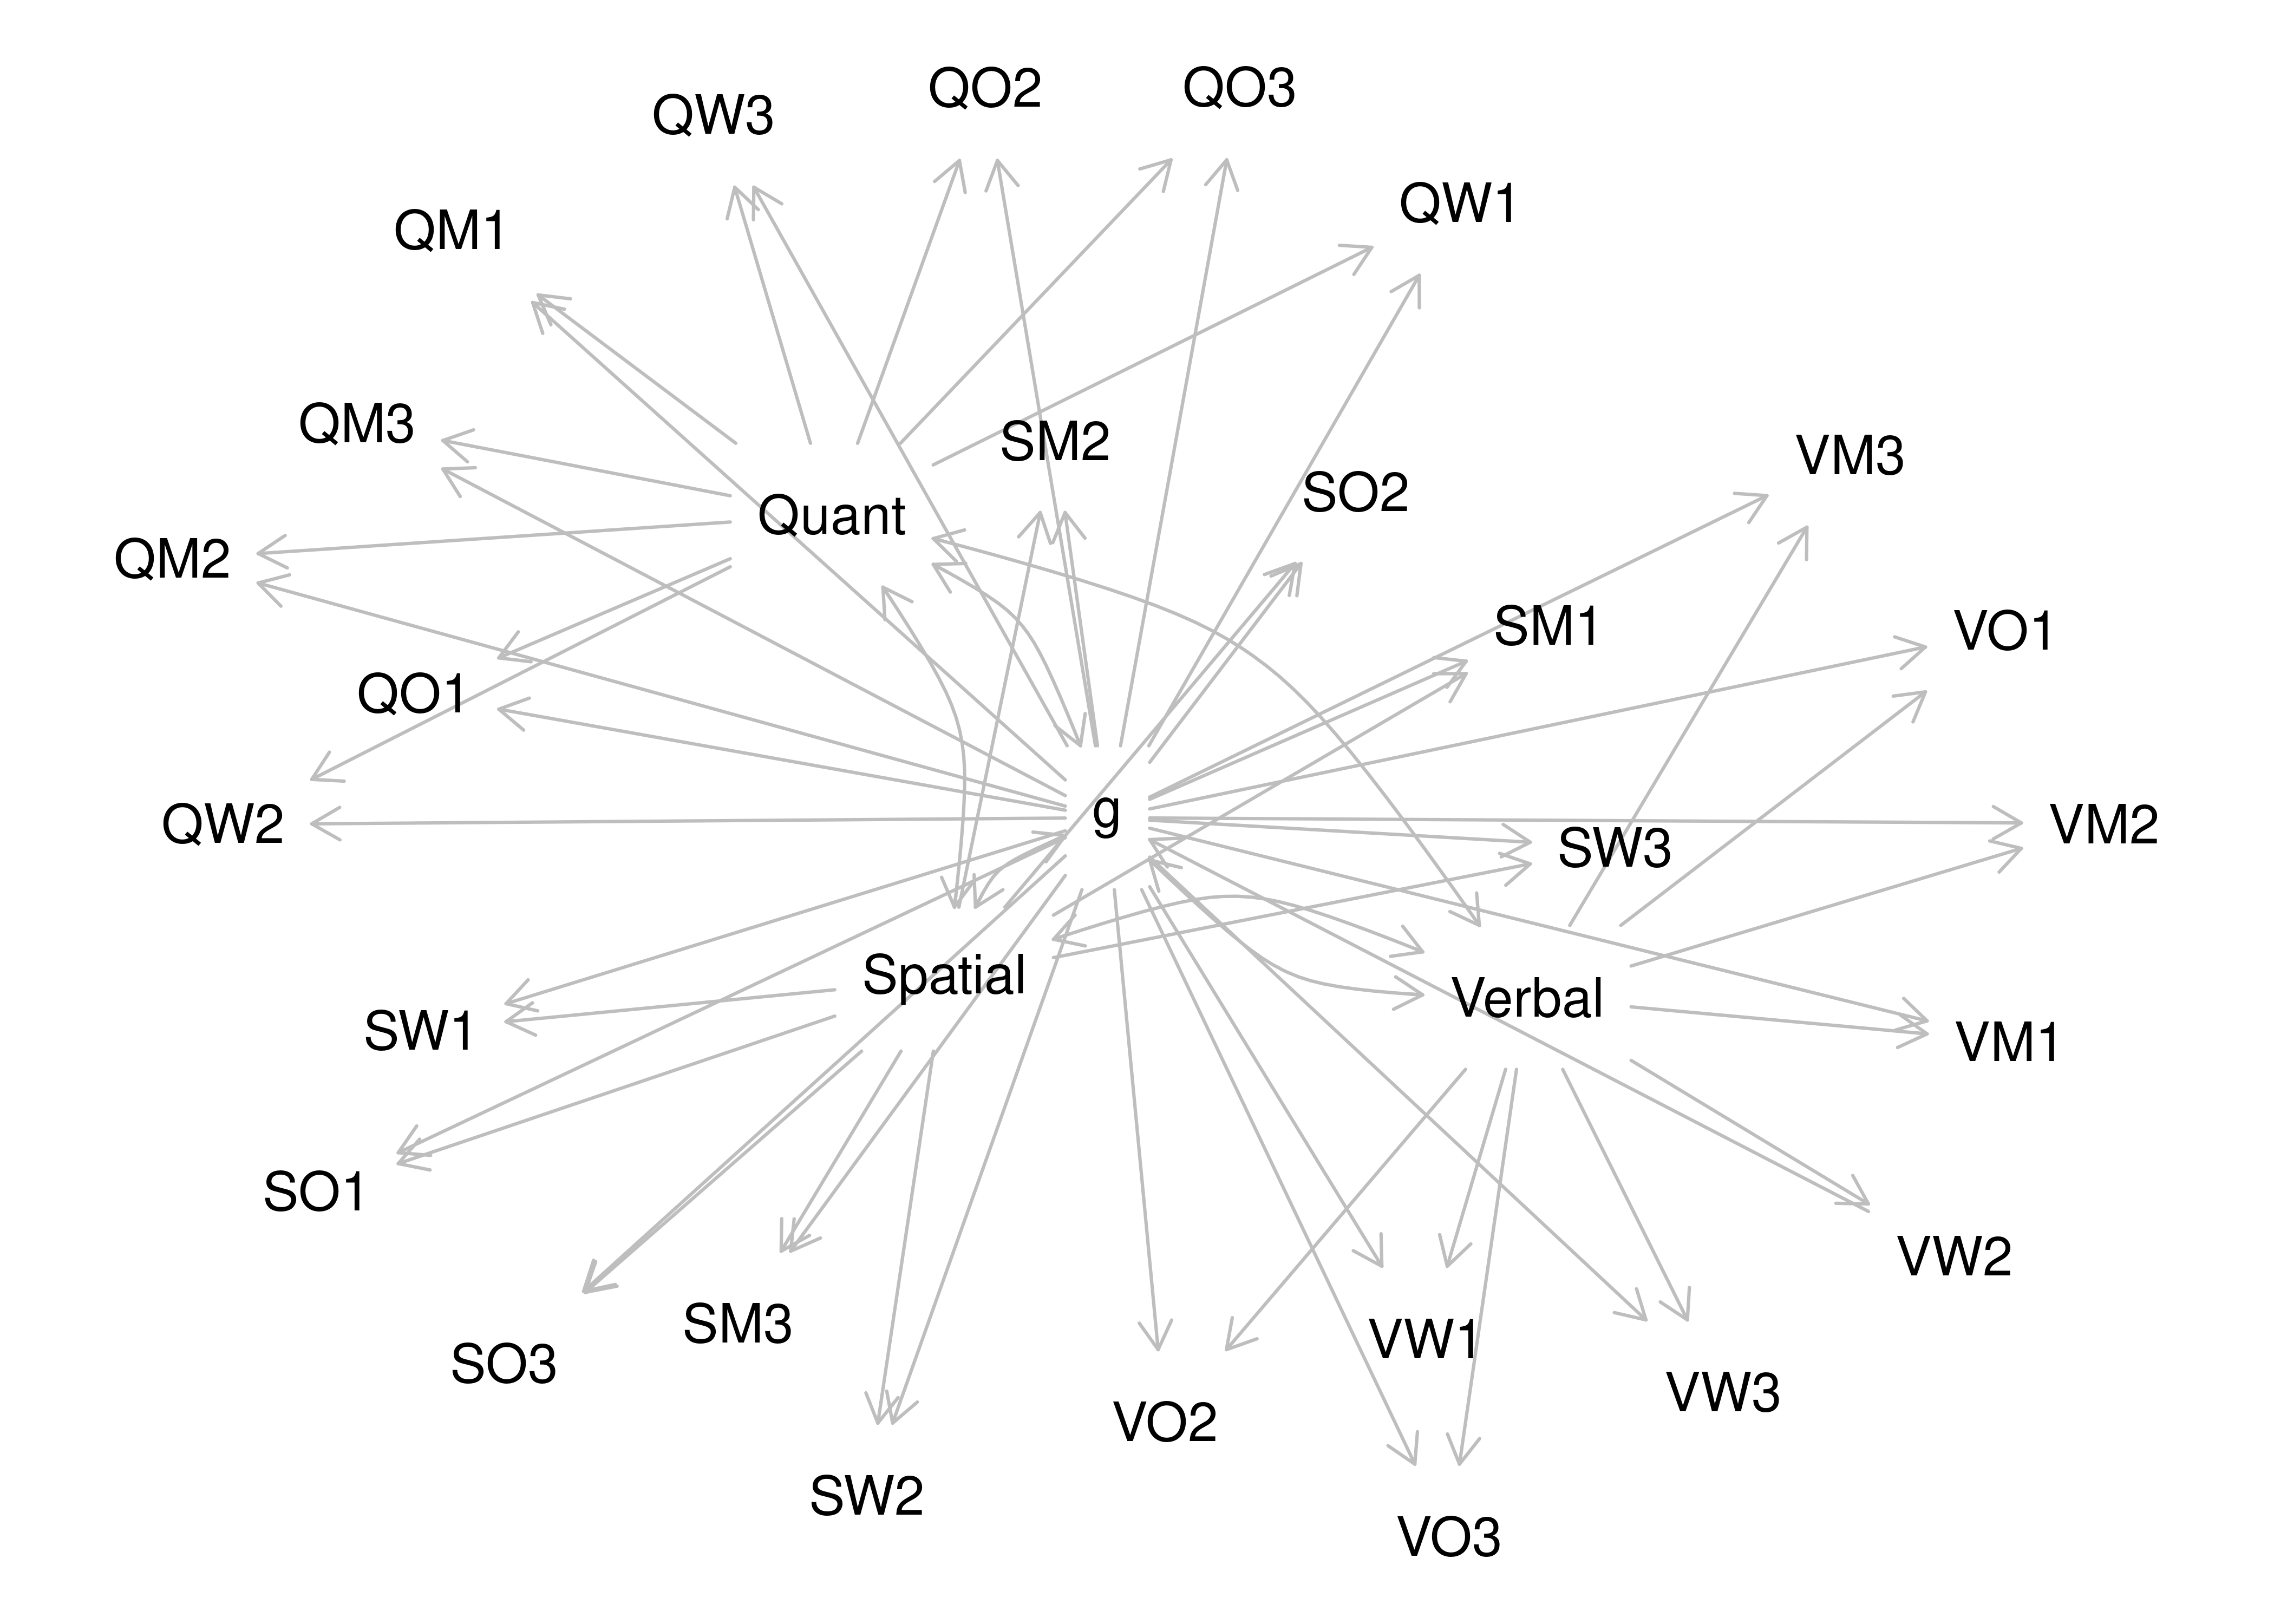 QO2
QO3
QW3
QW1
QM1
QM3
SM2
VM3
SO2
Quant
QM2
SM1
VO1
QO1
g
QW2
VM2
SW3
Spatial
Verbal
SW1
VM1
SO1
VW2
SM3
VW1
SO3
VW3
VO2
SW2
VO3